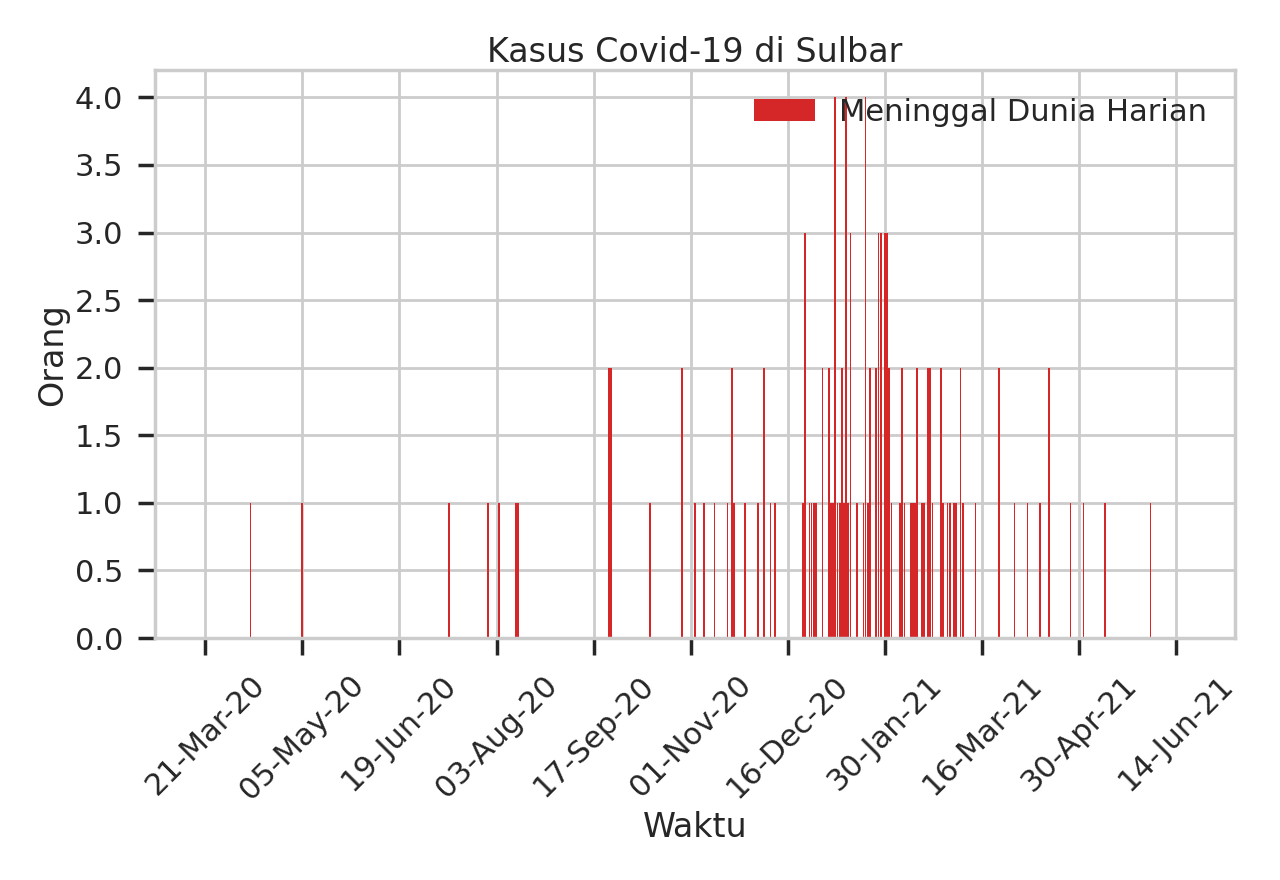 Kasus Covid-19 di Sulbar
Meninggal Dunia Harian
Orang
4.0
3.5
3.0
2.5
2.0
1.5
1.0
0.5
0.0
21-Mar-20
05-May-20
19-Jun-20
03-Aug-20
17-Sep-20
01-Nov-20
16-Dec-20
30-Jan-21
16-Mar-21
30-Apr-21
14-Jun-21
Waktu